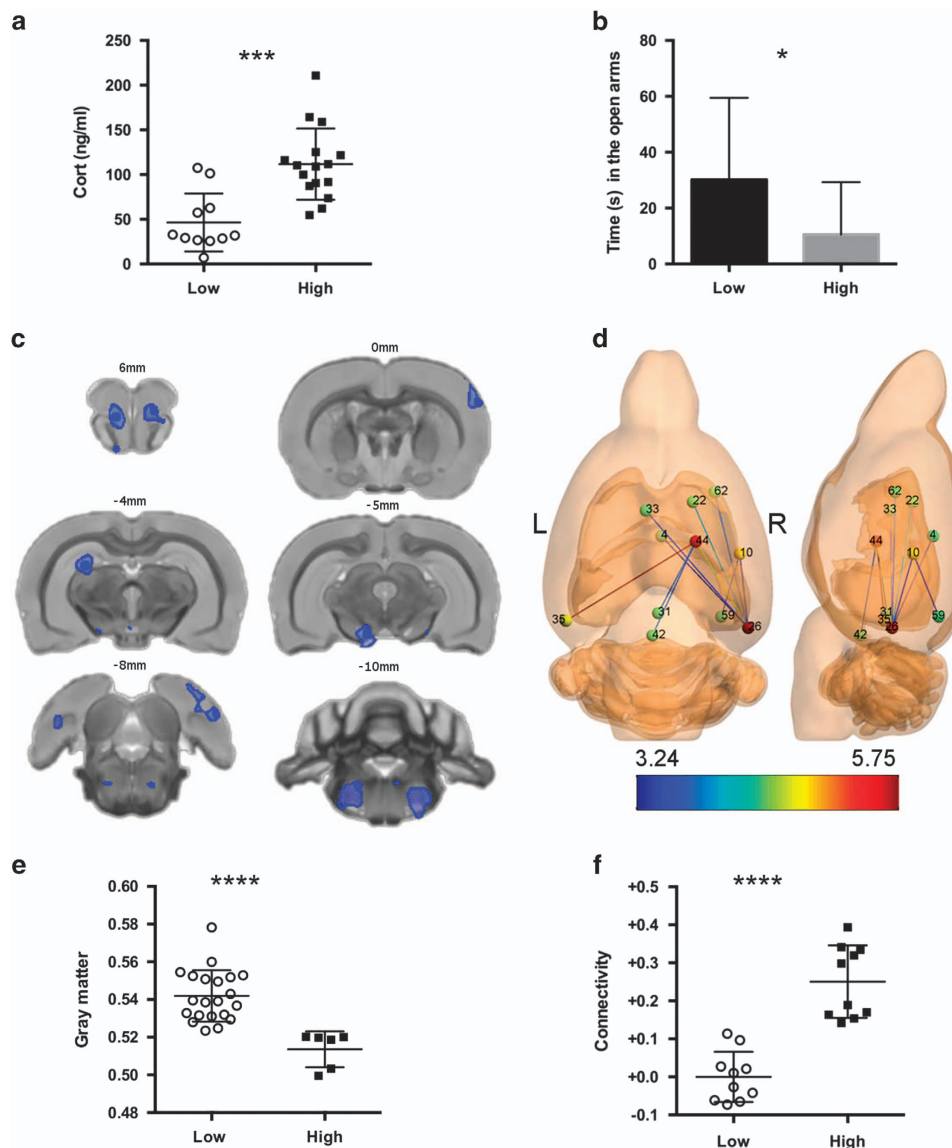 a
250
200
150
100
50
0
Cort (ng/ml)
***
Low
High
b
80
60
40
20
0
Time (s) in the open arms
*
Low
High
c
6mm
0mm
-4mm
-5mm
-8mm
-10mm
d
L
R
62
22
33
4
44
10
31
35
59
26
42
62
33
22
4
44
10
31
35
26
42
59
3.24
5.75
e
0.60
0.58
0.56
0.54
0.52
0.50
0.48
Gray matter
****
Low
High
f
+0.5
+0.4
+0.3
+0.2
+0.1
+0.0
-0.1
Connectivity
****
Low
High